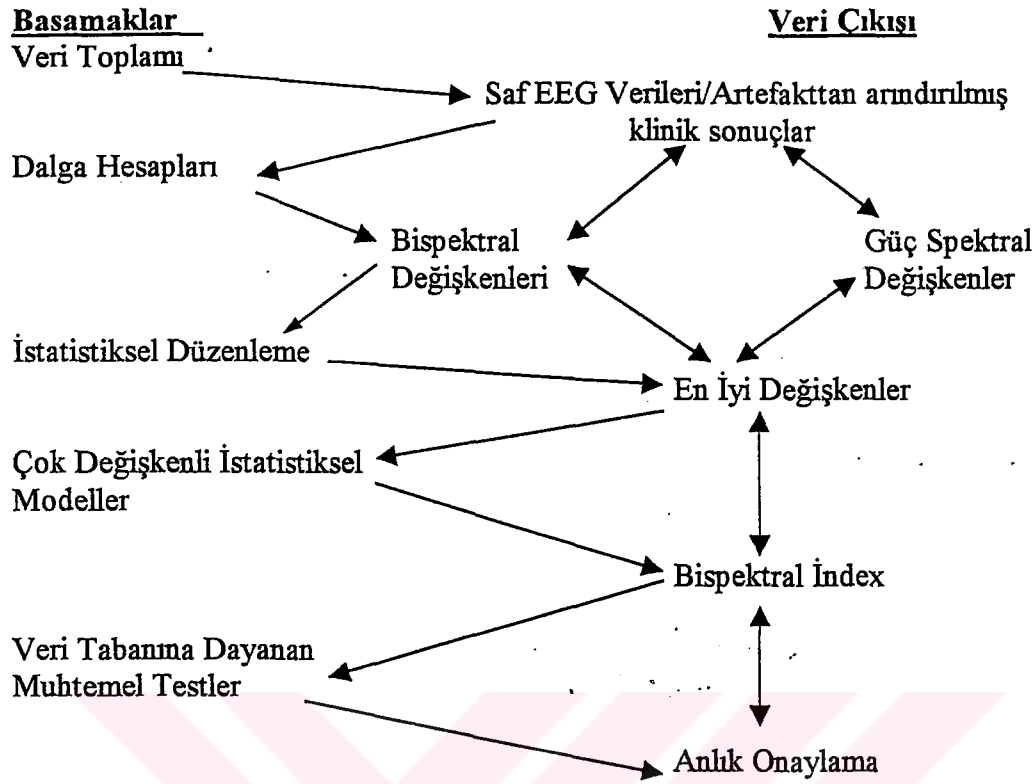 Basamaklar
Veri Çıkışı
Veri Toplamı
Saf EEG Verileri/Artefakttan arındırılmış
klinik sonuçlar
Dalga Hesapları
Bispektral
Değişkenleri
Güç Spektral
Değişkenler
İstatistiksel Düzenleme
En İyi Değişkenler
Çok Değişkenli İstatistiksel
Modeller
Bispektral İndex
Veri Tabanma Dayanan
Muhtemel Testler
Anlık Onaylama